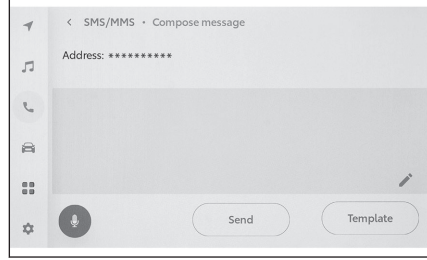 < SMS/MMS • Compose message
Address: **********
Send
Template